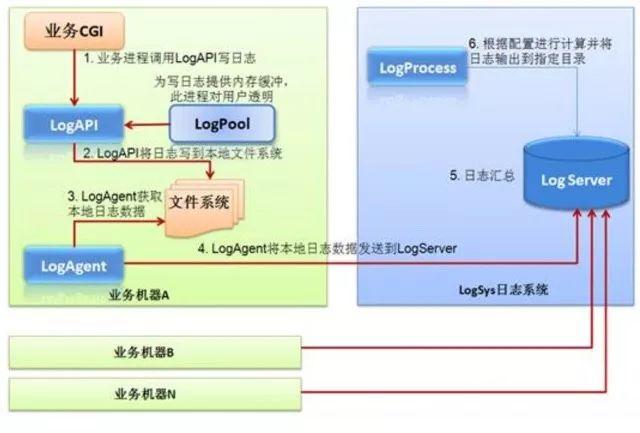 业务CGI
1. 业务进程调用LogAPI写日志
为写日志提供内存缓冲，
此进程对用户透明
LogAPI
LogPool
2. LogAPI将日志写到本地文件系统
3. LogAgent获取
本地日志数据
文件系统
LogAgent
4. LogAgent将本地日志数据发送到LogServer
业务机器A
6. 根据配置进行计算并将
日志输出到指定目录
LogProcess
5. 日志汇总
Log Server
LogSys日志系统
业务机器B
业务机器N